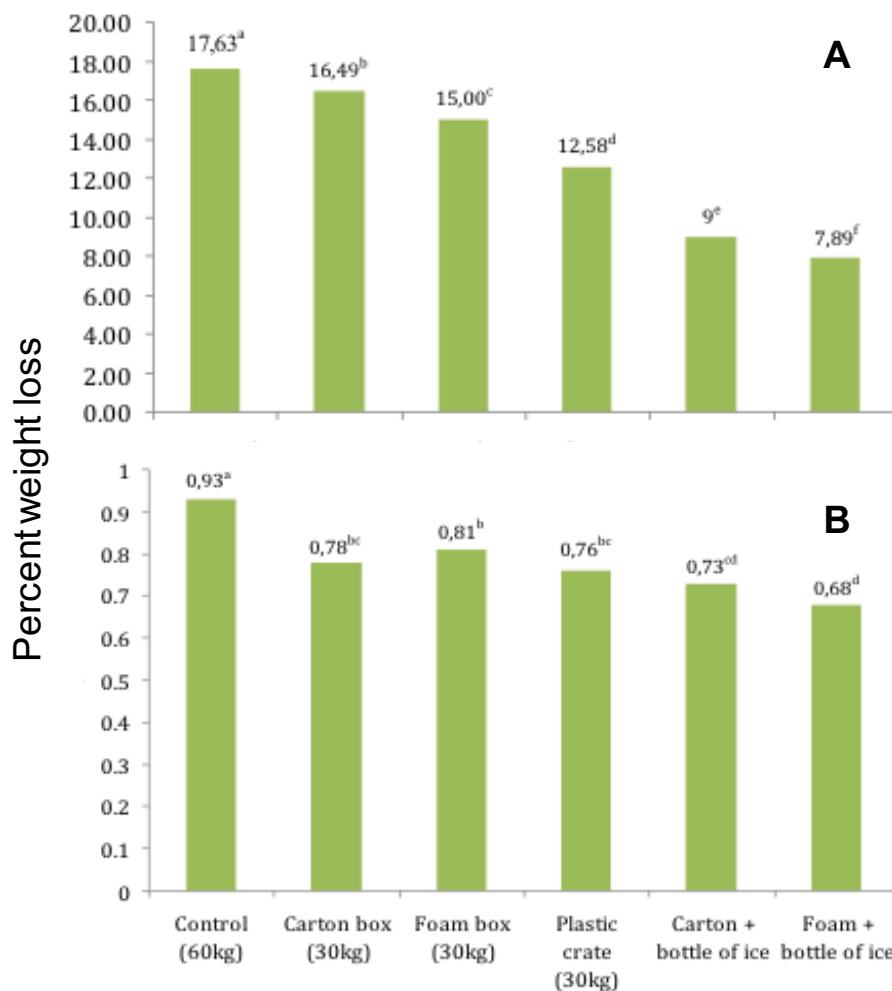 Percent weight loss
A
20.00
18.00
16.00
14.00
12.00
10.00
8.00
6.00
4.00
2.00
0.00
17,63ᵃ
16,49ᵇ
15,00ᶜ
12,58ᵈ
9ᵉ
7,89ᶠ
B
1
0.9
0.8
0.7
0.6
0.5
0.4
0.3
0.2
0.1
0
0,93ᵃ
0,78ᵇᶜ
0,81ᵇ
0,76ᵇᶜ
0,73ᶜᵈ
0,68ᵈ
Control
(60kg)
Carton box
(30kg)
Foam box
(30kg)
Plastic
crate
(30kg)
Carton +
bottle of ice
Foam +
bottle of ice